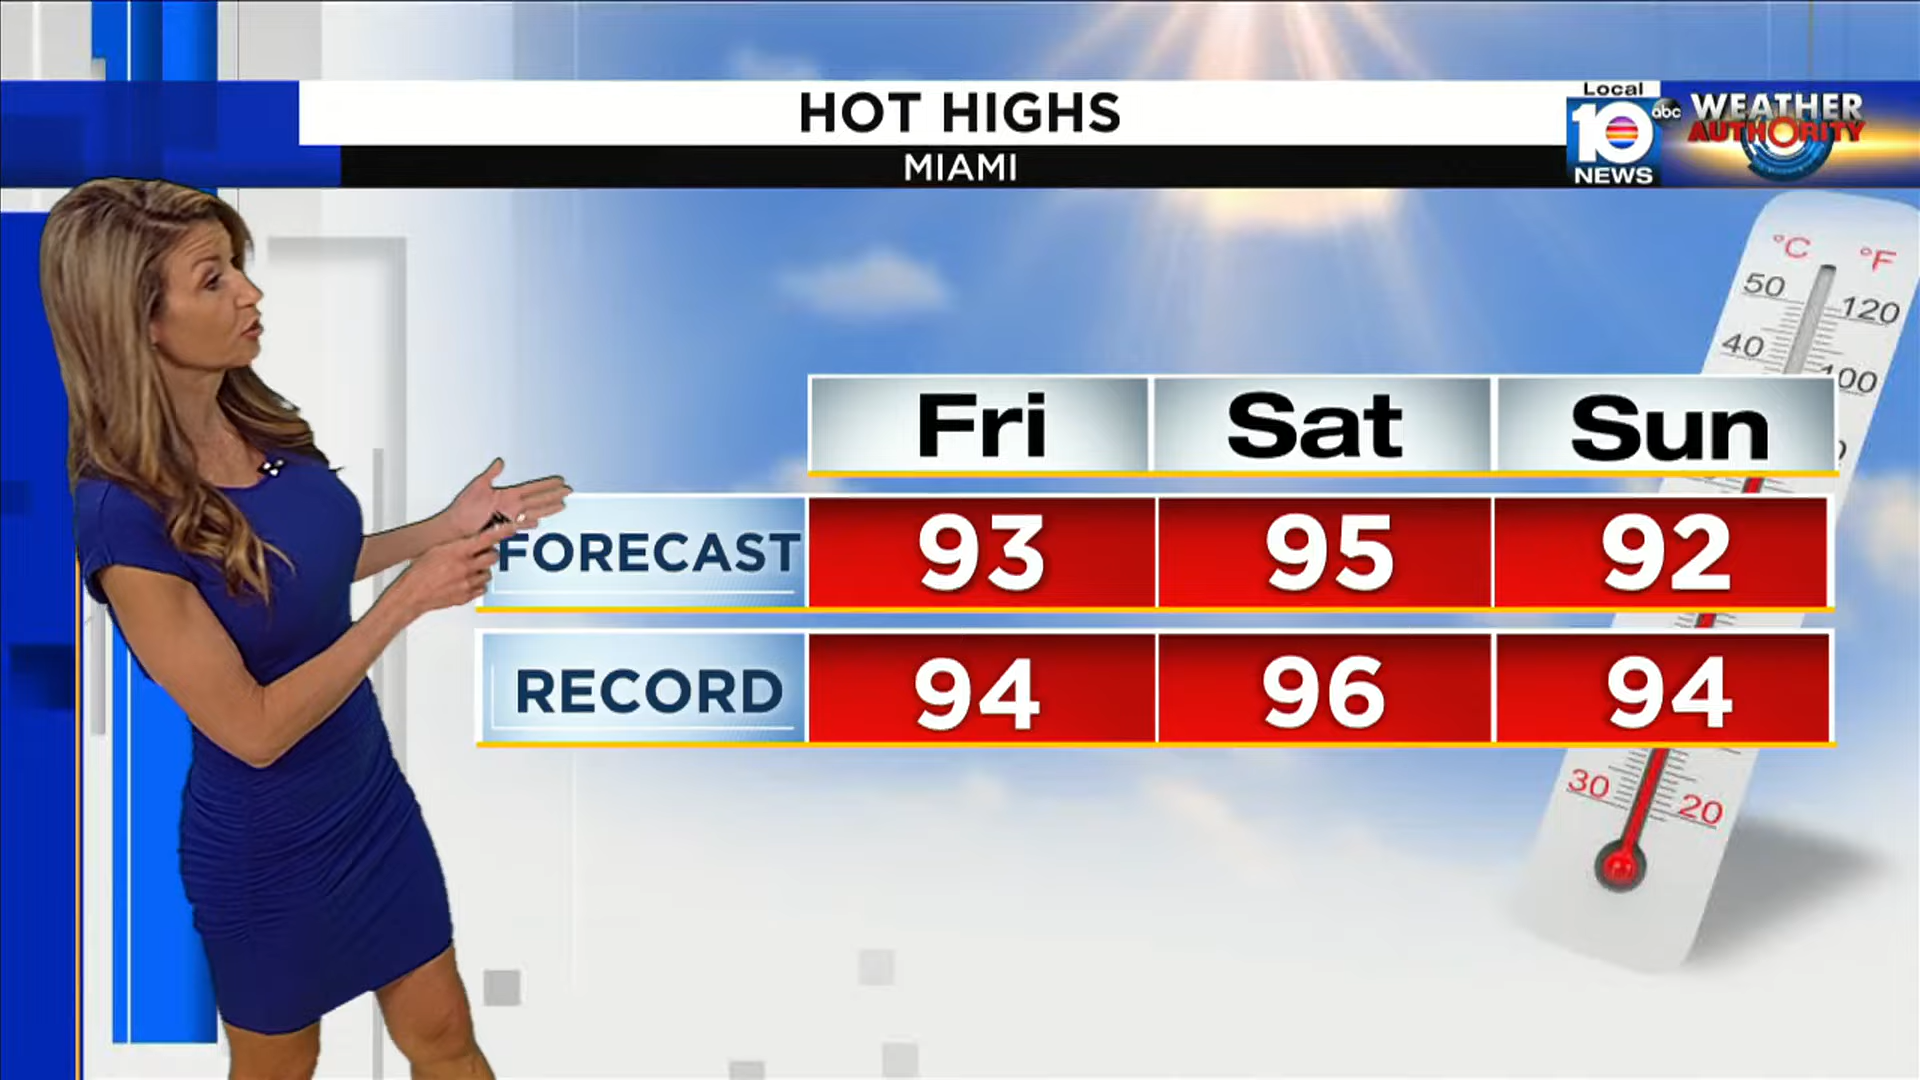 HOT HIGHS
MIAMI
Local
10
abc
NEWS
WEATHER
AUTHORITY
°C °F
50
120
40
100
Fri Sat Sun
FORECAST 93 95 92
RECORD 94 96 94
30
20